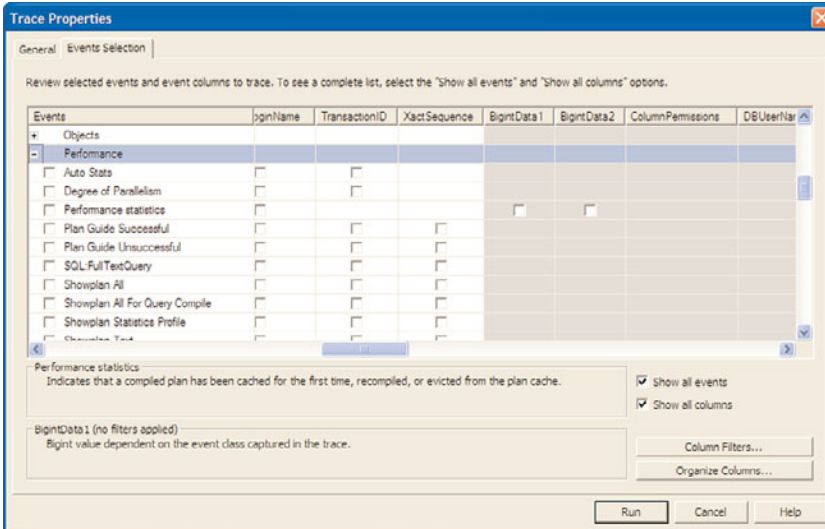 Trace Properties
General Events Selection
Review selected events and event columns to trace. To see a complete list, select the "Show all events" and "Show all columns" options.
Events oginName TransactionID XactSequence BigintData1 BigintData2 ColumnPermissions DBUserNar
Objects
Performance
Auto Stats
Degree of Parallelism
Performance statistics
Plan Guide Successful
Plan Guide Unsuccessful
SQL:FullTextQuery
Showplan All
Showplan All For Query Compile
Showplan Statistics Profile
Showplan Text
Performance statistics
Indicates that a compiled plan has been cached for the first time, recompiled, or evicted from the plan cache.
Show all events
Show all columns
BigintData1 (no filters applied)
Bigint value dependent on the event class captured in the trace.
Column Filters...
Organize Columns...
Run Cancel Help